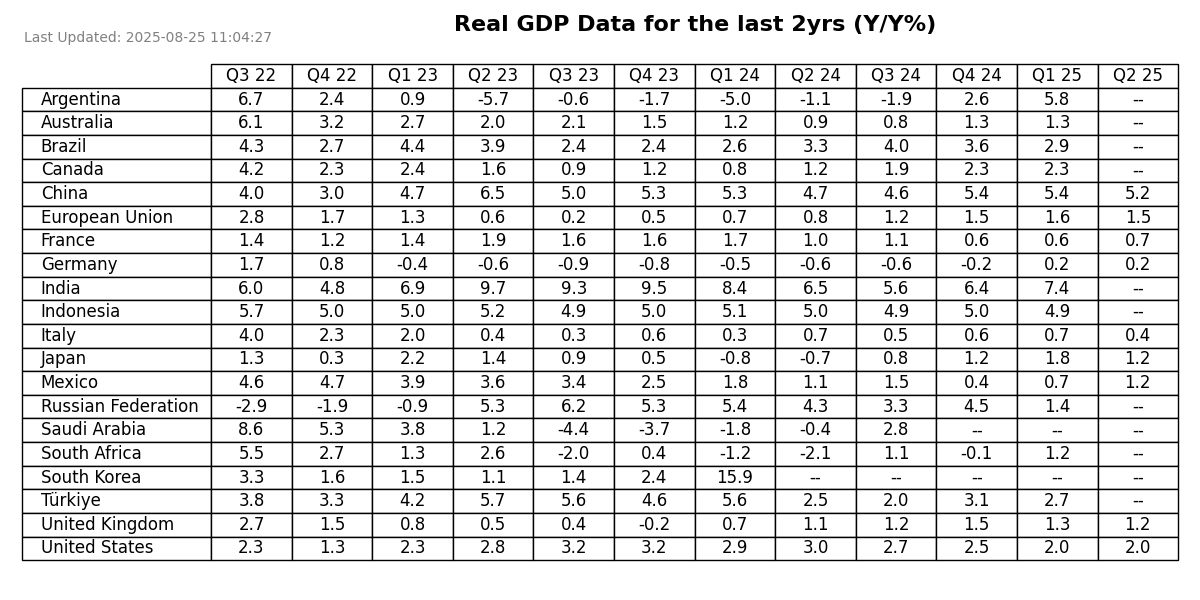 Real GDP Data for the last 2yrs (Y/Y%)
Last Updated: 2025-08-25 11:04:27
Q3 22 Q4 22 Q1 23 Q2 23 Q3 23 Q4 23 Q1 24 Q2 24 Q3 24 Q4 24 Q1 25 Q2 25
Argentina 6.7 2.4 0.9 -5.7 -0.6 -1.7 -5.0 -1.1 -1.9 2.6 5.8 --
Australia 6.1 3.2 2.7 2.0 2.1 1.5 1.2 0.9 0.8 1.3 1.3 --
Brazil 4.3 2.7 4.4 3.9 2.4 2.4 2.6 3.3 4.0 3.6 2.9 --
Canada 4.2 2.3 2.4 1.6 0.9 1.2 0.8 1.2 1.9 2.3 2.3 --
China 4.0 3.0 4.7 6.5 5.0 5.3 5.3 4.7 4.6 5.4 5.4 5.2
European Union 2.8 1.7 1.3 0.6 0.2 0.5 0.7 0.8 1.2 1.5 1.6 1.5
France 1.4 1.2 1.4 1.9 1.6 1.6 1.7 1.0 1.1 0.6 0.6 0.7
Germany 1.7 0.8 -0.4 -0.6 -0.9 -0.8 -0.5 -0.6 -0.6 -0.2 0.2 0.2
India 6.0 4.8 6.9 9.7 9.3 9.5 8.4 6.5 5.6 6.4 7.4 --
Indonesia 5.7 5.0 5.0 5.2 4.9 5.0 5.1 5.0 4.9 5.0 4.9 --
Italy 4.0 2.3 2.0 0.4 0.3 0.6 0.3 0.7 0.5 0.6 0.7 0.4
Japan 1.3 0.3 2.2 1.4 0.9 0.5 -0.8 -0.7 0.8 1.2 1.8 1.2
Mexico 4.6 4.7 3.9 3.6 3.4 2.5 1.8 1.1 1.5 0.4 0.7 1.2
Russian Federation -2.9 -1.9 -0.9 5.3 6.2 5.3 5.4 4.3 3.3 4.5 1.4 --
Saudi Arabia 8.6 5.3 3.8 1.2 -4.4 -3.7 -1.8 -0.4 2.8 -- -- --
South Africa 5.5 2.7 1.3 2.6 -2.0 0.4 -1.2 -2.1 1.1 -0.1 1.2 --
South Korea 3.3 1.6 1.5 1.1 1.4 2.4 15.9 -- -- -- -- --
Türkiye 3.8 3.3 4.2 5.7 5.6 4.6 5.6 2.5 2.0 3.1 2.7 --
United Kingdom 2.7 1.5 0.8 0.5 0.4 -0.2 0.7 1.1 1.2 1.5 1.3 1.2
United States 2.3 1.3 2.3 2.8 3.2 3.2 2.9 3.0 2.7 2.5 2.0 2.0